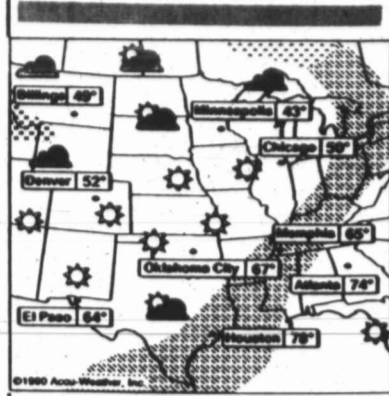 Billings 49°
Minneapolis 43°
Chicago 50°
Denver 52°
Memphis 65°
Oklahoma City 67°
Atlanta 74°
El Paso 64°
Houston 78°
©1990 Accu-Weather, Inc.